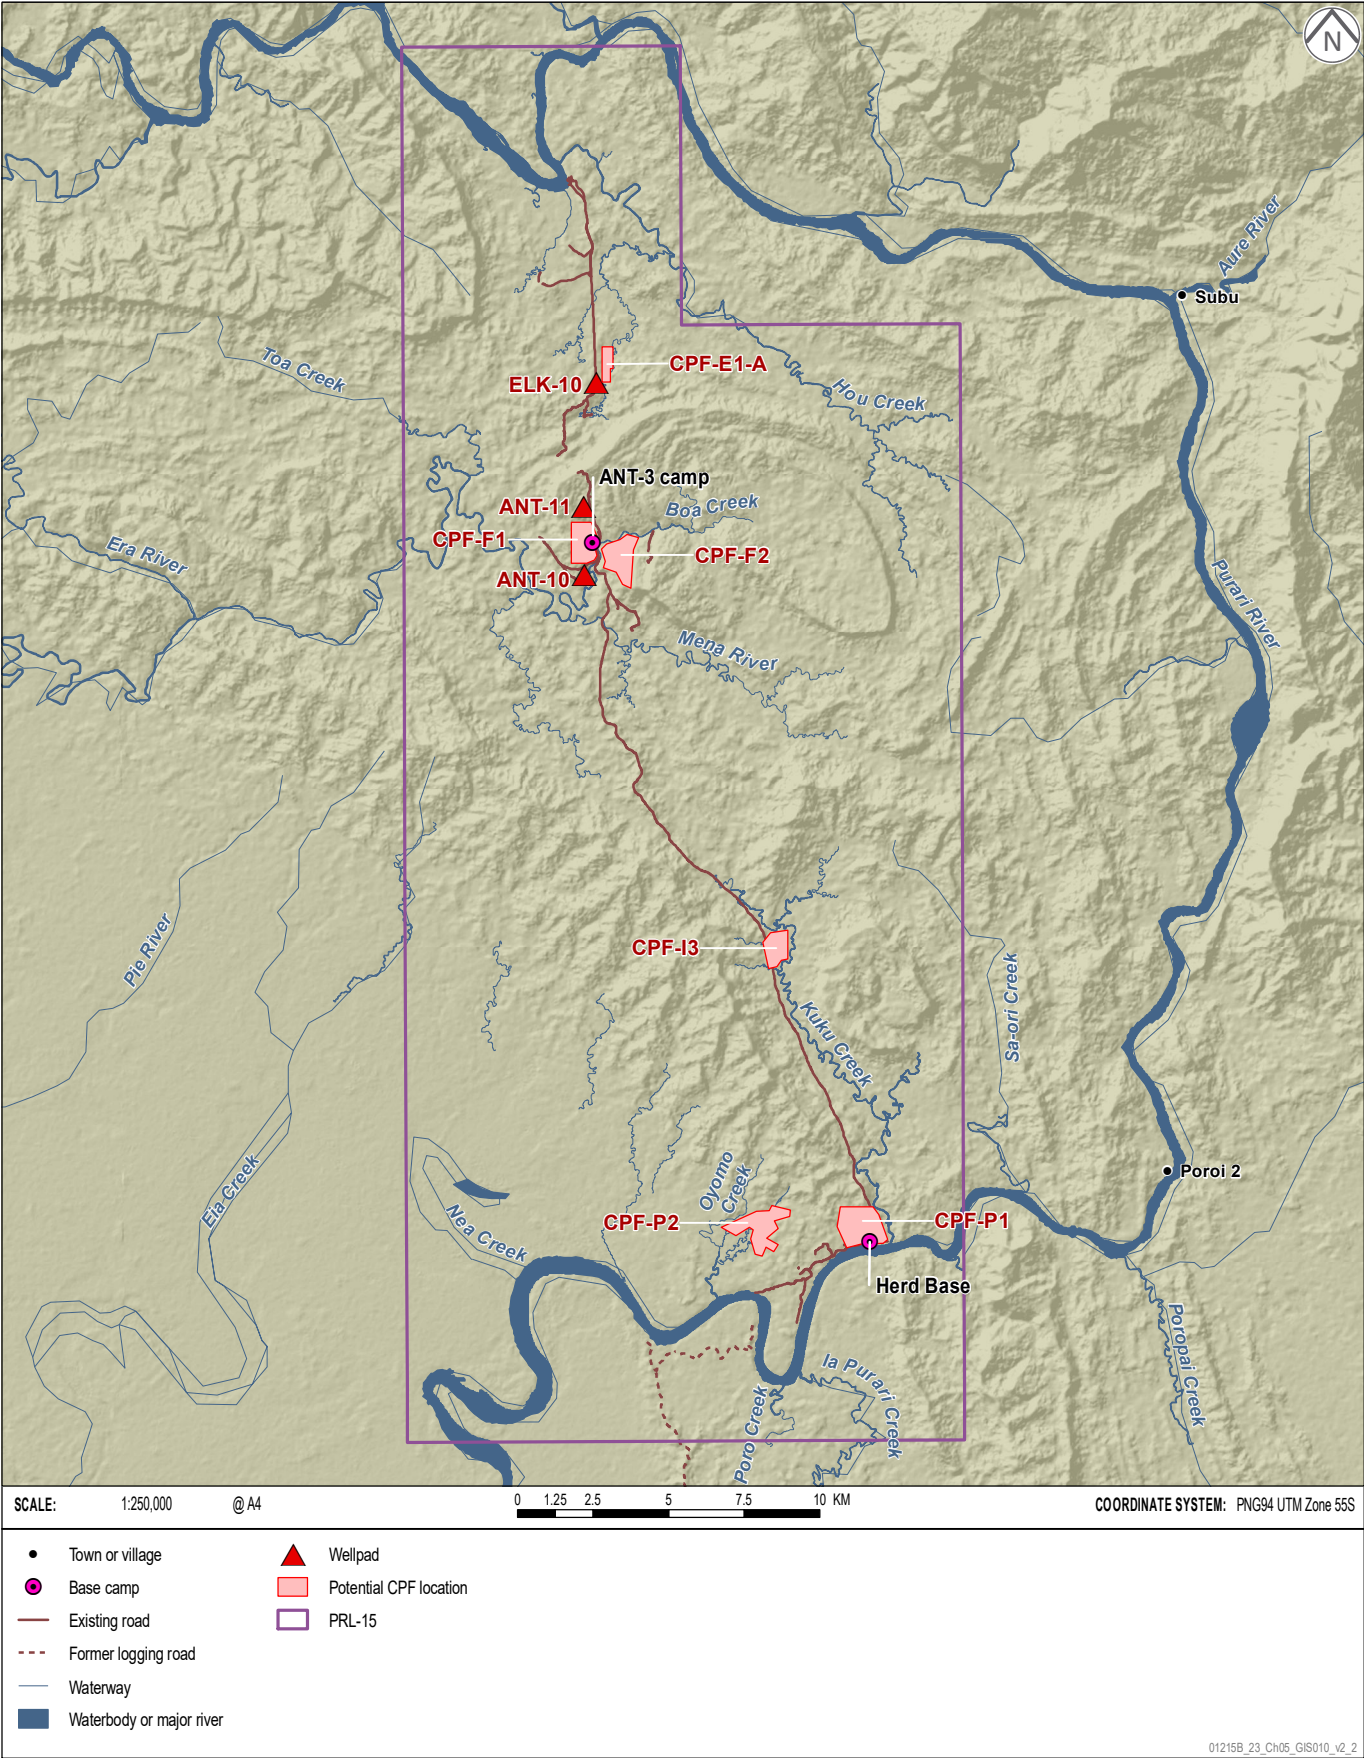 N
Aure River
Subu
Toa Creek
CPF-E1-A
ELK-10
Hou Creek
ANT-3 camp
ANT-11
Boa Creek
CPF-F1
CPF-F2
Era River
ANT-10
Purari River
Mena River
Pie River
CPF-I3
Sa-ori Creek
Kuku Creek
Eia Creek
Oyomo
Creek
Poroi 2
Nea Creek
CPF-P2
CPF-P1
Herd Base
Ia Purari Creek
Poro Creek
Poropai Creek
SCALE: 1:250,000 @ A4
0 1.25 2.5 5 7.5 10 KM
COORDINATE SYSTEM: PNG94 UTM Zone 55S
Town or village
Wellpad
Base camp
Potential CPF location
Existing road
PRL-15
Former logging road
Waterway
Waterbody or major river
01215B_23_Ch05_GIS010_v2_2